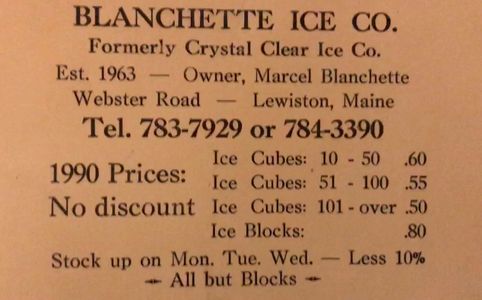 BLANCHETTE ICE CO.
Formerly Crystal Clear Ice Co.
Est. 1963 — Owner, Marcel Blanchette
Webster Road — Lewiston, Maine
Tel. 783-7929 or 784-3390
1990 Prices:
No discount
Ice Cubes: 10 - 50 .60
Ice Cubes: 51 - 100 .55
Ice Cubes: 101 - over .50
Ice Blocks: .80
Stock up on Mon. Tue. Wed. — Less 10%
- All but Blocks -